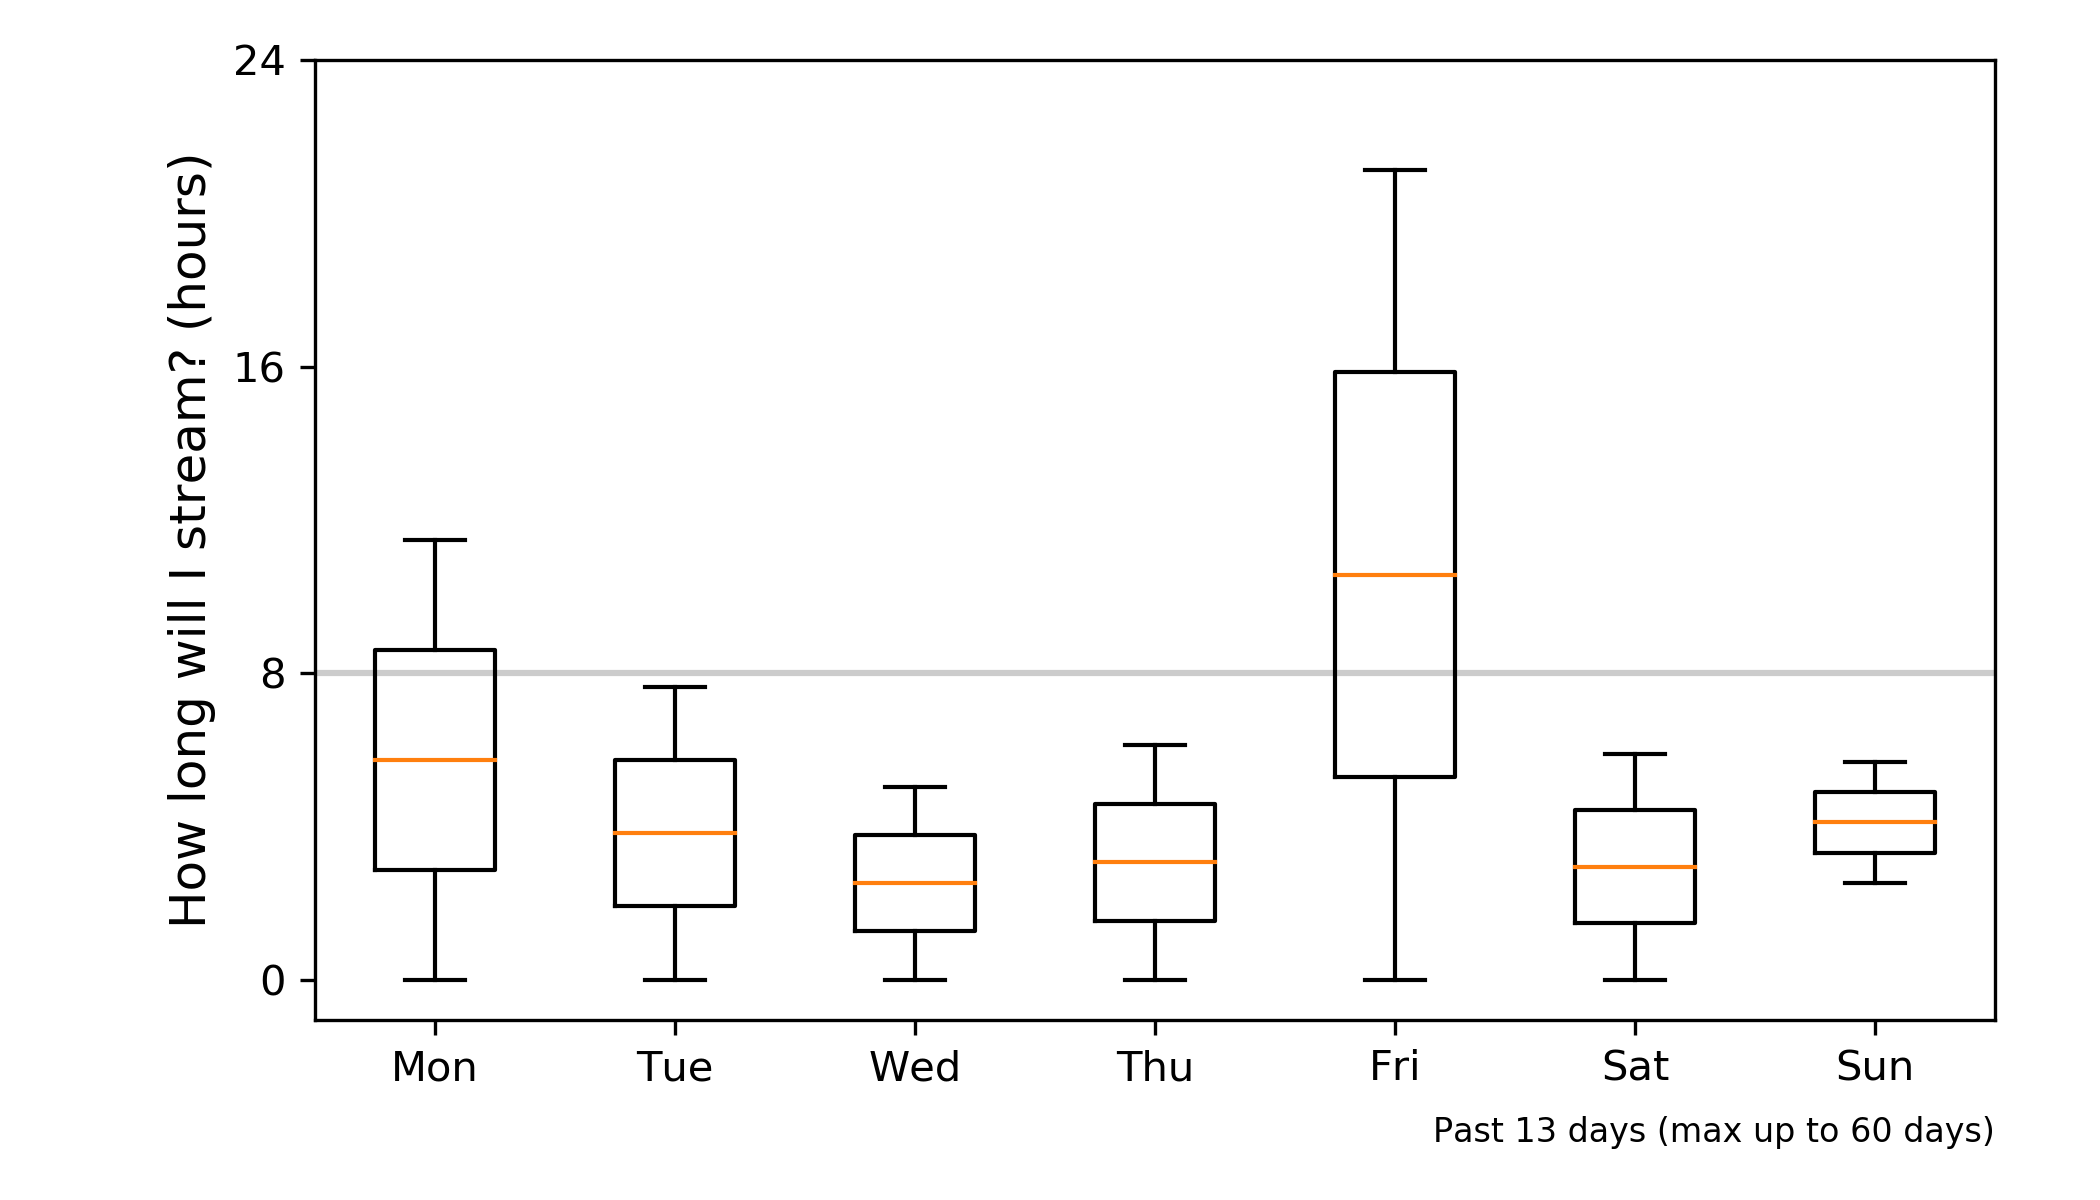 How long will I stream? (hours)
24
16
8
0
Mon Tue Wed Thu Fri Sat Sun
Past 13 days (max up to 60 days)